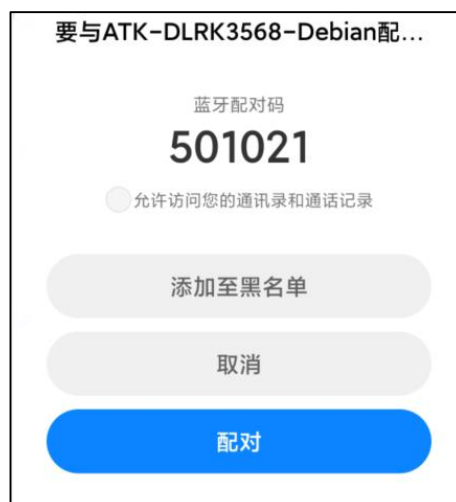 要与ATK-DLRK3568-Debian配...
蓝牙配对码
501021
允许访问您的通讯录和通话记录
添加至黑名单
取消
配对